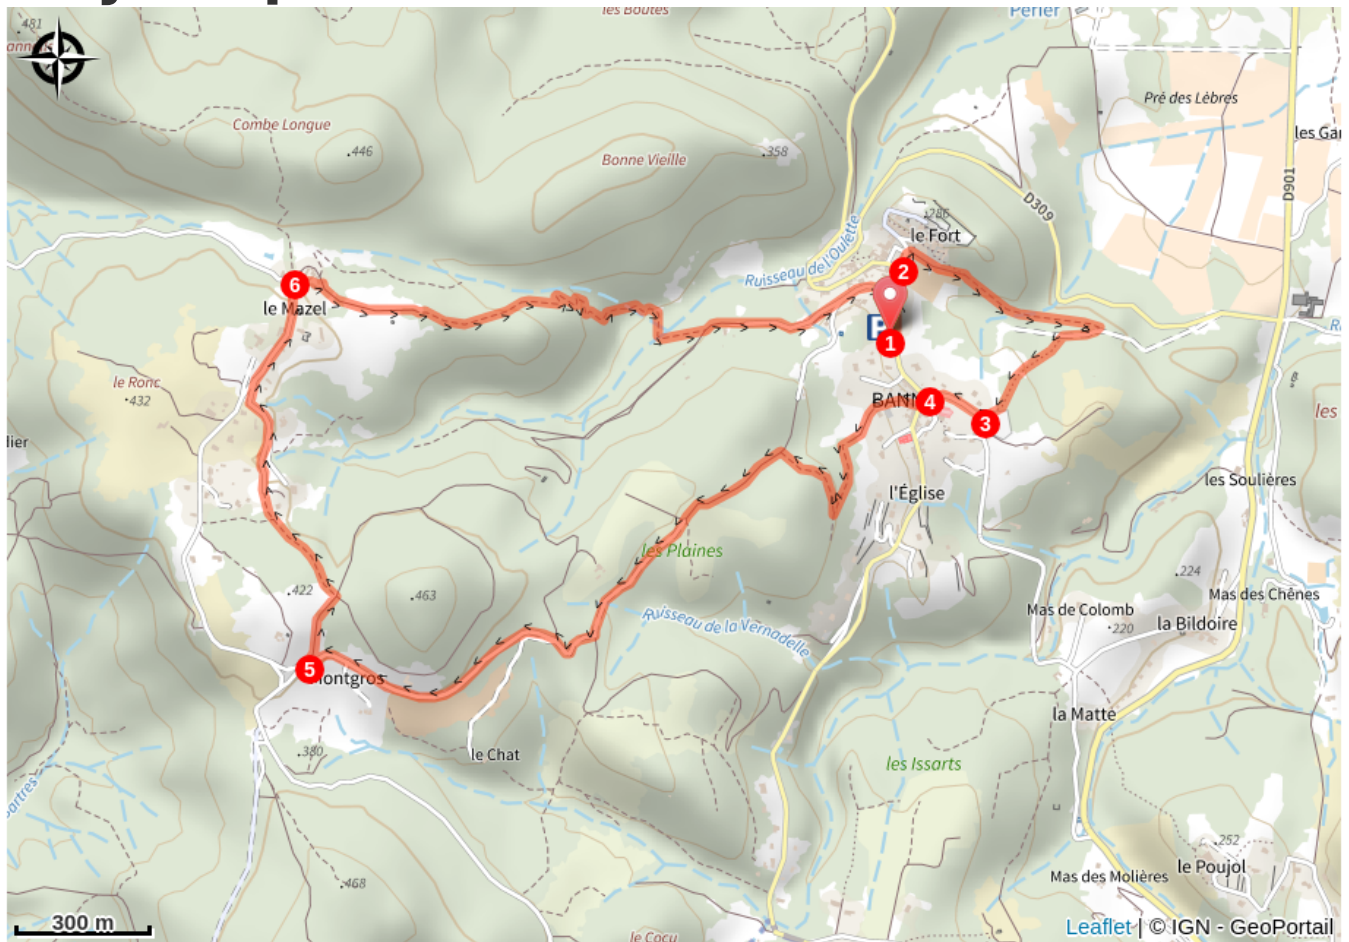 les Boutes
Perier
.481
Combe Longue
.446
Bonne Vieille
.358
Pré des Lèbres
les Gar
D901
D309
.286
le Fort
Ruisseau de l'Oulette
2
6
le Mazel
P
1
le Ronc
.432
BANN
4
3
les
l'Église
les Soulières
les Plaines
.422
.463
.224
Mas des Chênes
Ruisseau de la Vernadelle
Mas de Colomb
.220
la Bildoire
5
Montgros
la Matte
.380
le Chat
les Issarts
.252
le Poujol
.468
Mas des Molières
300 m
le Cocu
Leaflet | © IGN - GeoPortail